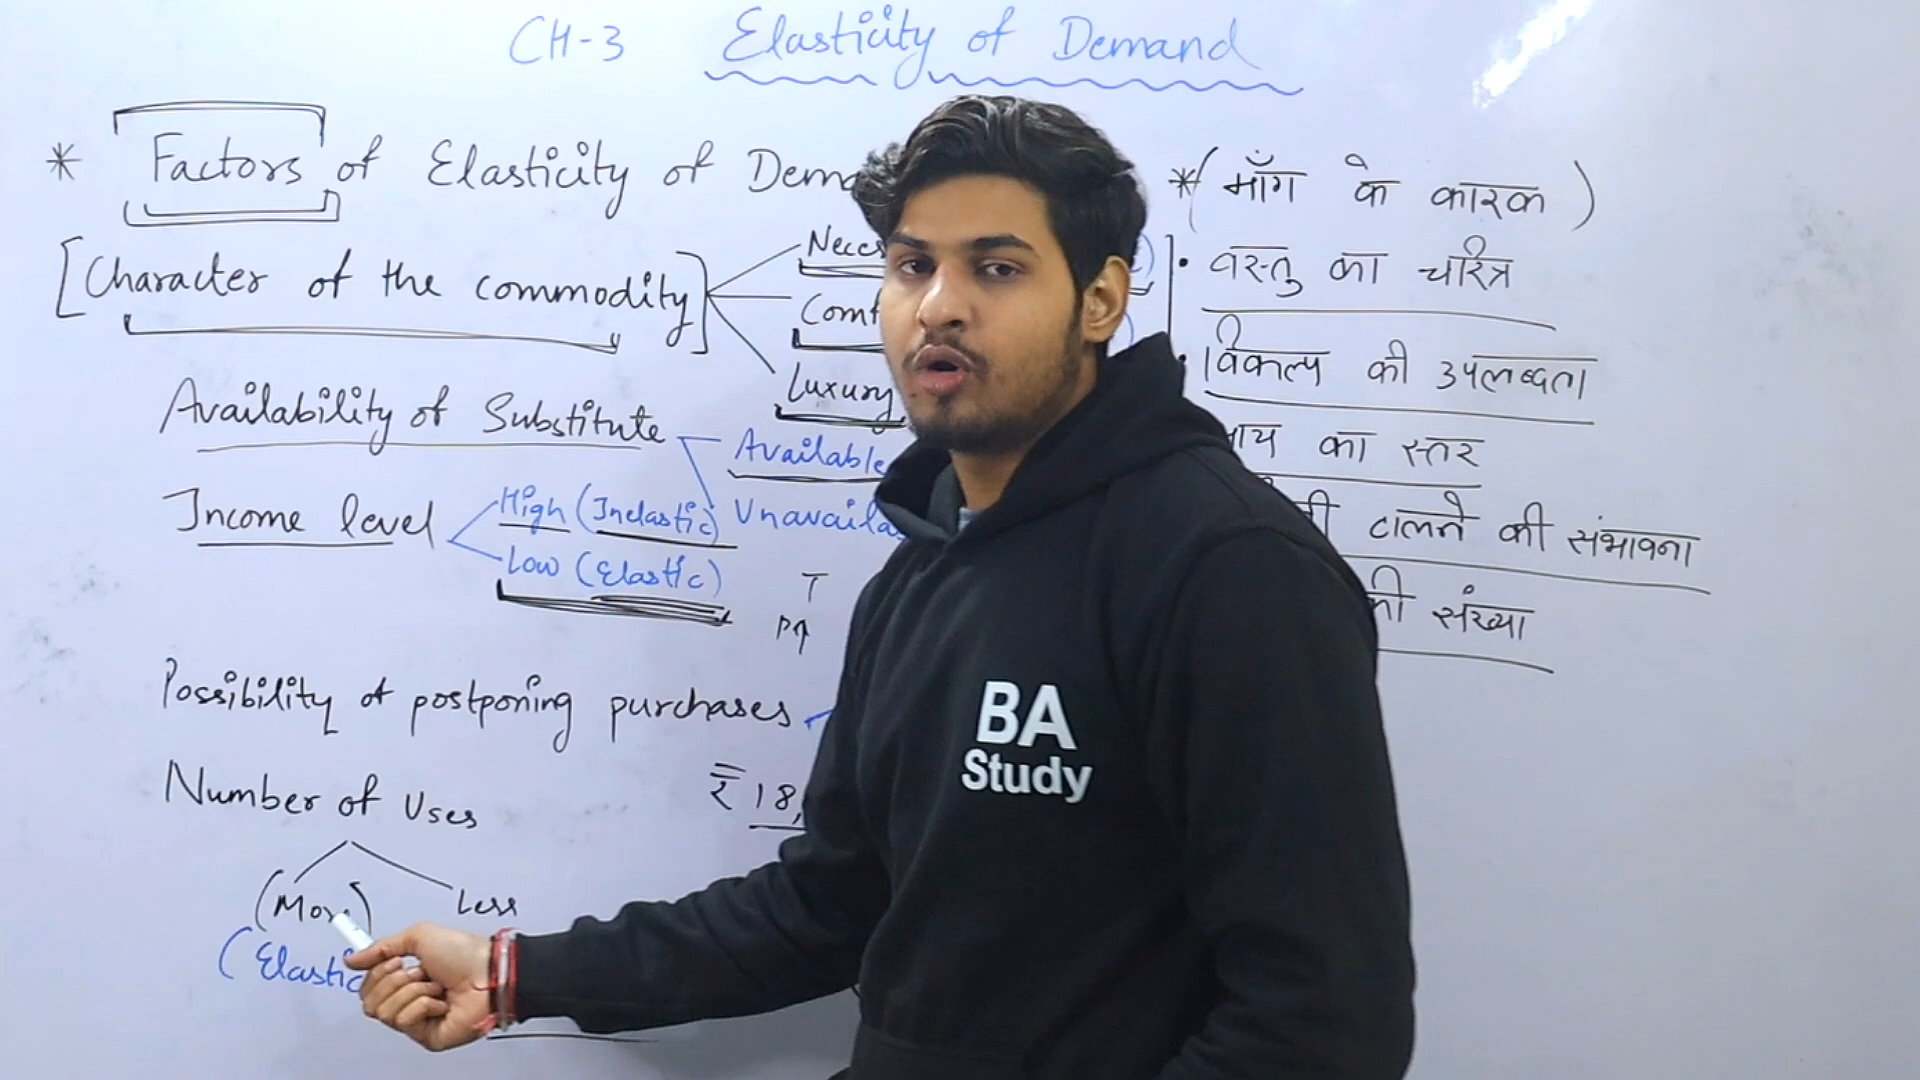 CH-3 Elasticity of Demand
* Factors of Elasticity of Dema
[Character of the commodity]
Neces
Comf
Luxury
Availability of Substitute
Available
Unavaila
Income level
High (Inelastic)
Low (Elastic)
T
P↑
Possibility of postponing purchases
Number of Uses
₹18,
(More)
Less
(Elastic
*(माँग के कारक)
• वस्तु का चरित्र
• विकल्प की उपलब्धता
आय का स्तर
टालने की संभावना
की संख्या
BA
Study